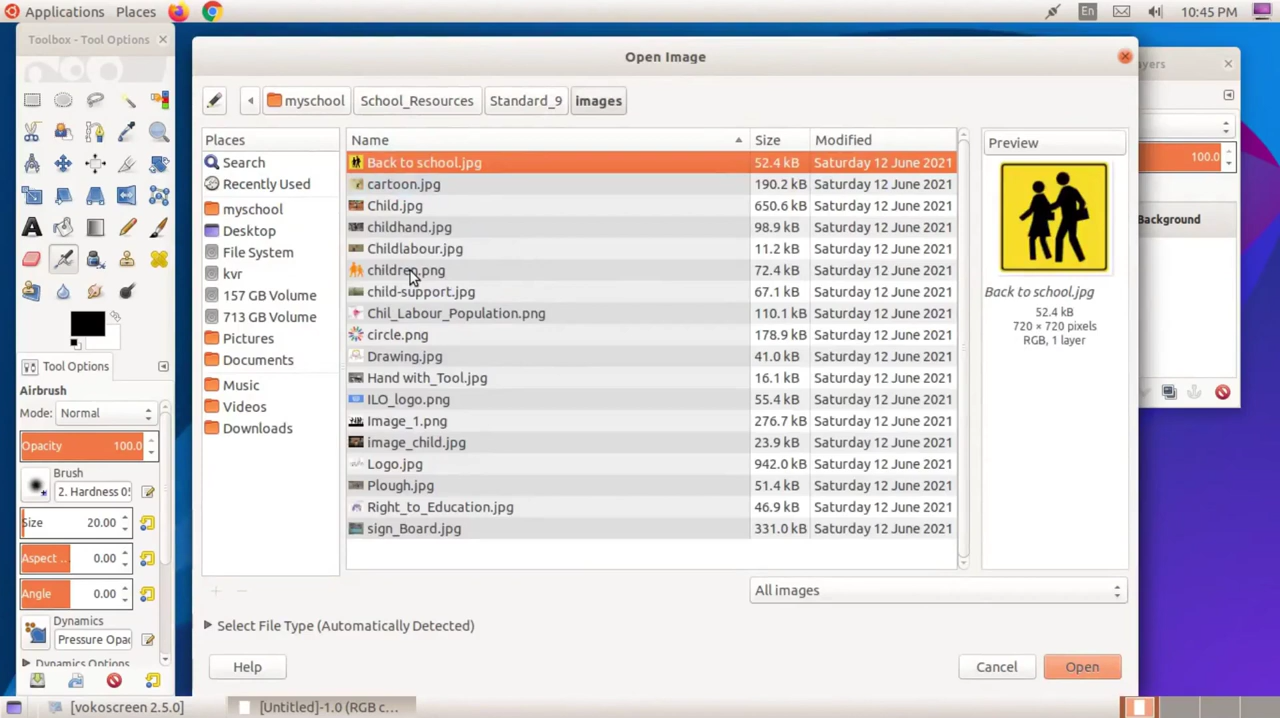 Applications Places En 10:45 PM
Toolbox - Tool Options
Open Image
yers
myschool School_Resources Standard_9 images
Places
Search
Recently Used
myschool
Desktop
File System
kvr
157 GB Volume
713 GB Volume
Pictures
Documents
Music
Videos
Downloads
Name Size Modified
Back to school.jpg 52.4 kB Saturday 12 June 2021
cartoon.jpg 190.2 kB Saturday 12 June 2021
Child.jpg 650.6 kB Saturday 12 June 2021
childhand.jpg 98.9 kB Saturday 12 June 2021
Childlabour.jpg 11.2 kB Saturday 12 June 2021
children.png 72.4 kB Saturday 12 June 2021
child-support.jpg 67.1 kB Saturday 12 June 2021
Chil_Labour_Population.png 110.1 kB Saturday 12 June 2021
circle.png 178.9 kB Saturday 12 June 2021
Drawing.jpg 41.0 kB Saturday 12 June 2021
Hand with_Tool.jpg 16.1 kB Saturday 12 June 2021
ILO_logo.png 55.4 kB Saturday 12 June 2021
Image_1.png 276.7 kB Saturday 12 June 2021
image_child.jpg 23.9 kB Saturday 12 June 2021
Logo.jpg 942.0 kB Saturday 12 June 2021
Plough.jpg 51.4 kB Saturday 12 June 2021
Right_to_Education.jpg 46.9 kB Saturday 12 June 2021
sign_Board.jpg 331.0 kB Saturday 12 June 2021
Preview
Back to school.jpg
52.4 kB
720 × 720 pixels
RGB, 1 layer
100.0
Background
Tool Options
Airbrush
Mode: Normal
Opacity 100.0
Brush
2. Hardness 0
Size 20.00
Aspect .. 0.00
Angle 0.00
Dynamics
Pressure Opac
Dynamics Options
All images
Select File Type (Automatically Detected)
Help Cancel Open
[vokoscreen 2.5.0] [Untitled]-1.0 (RGB c...